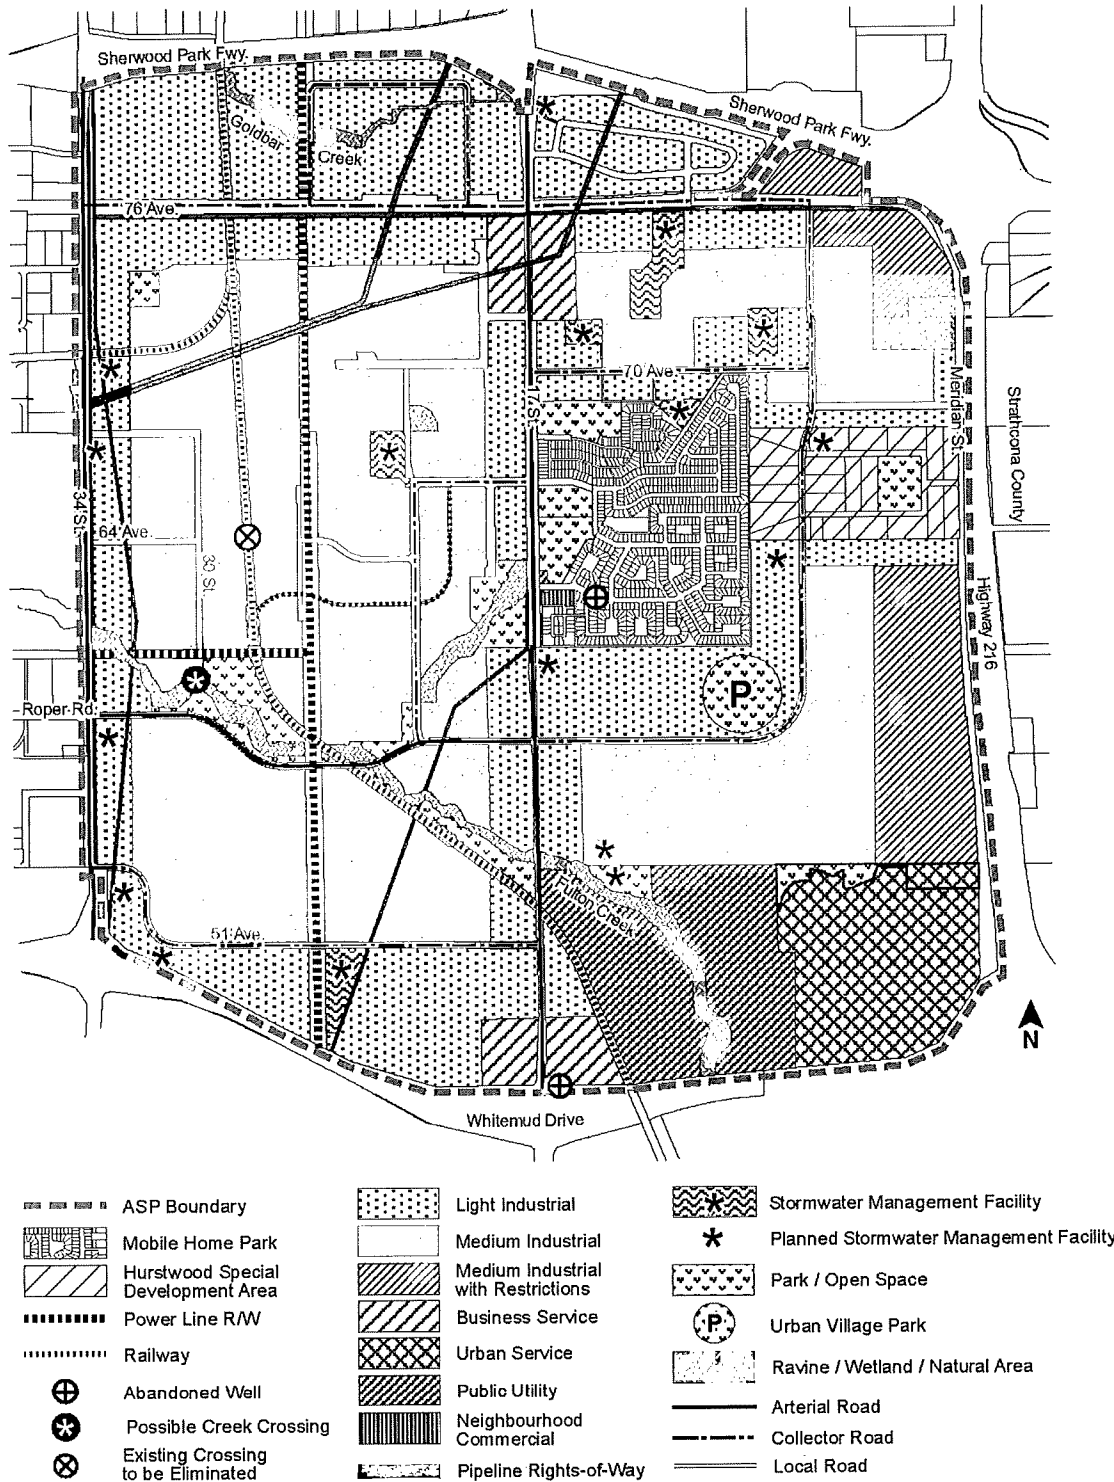 Sherwood Park Fwy.
Sherwood Park Fwy.
Goldbar
Creek
76 Ave.
70 Ave.
17 St.
Meridian St.
Strathcona County
34 St.
64 Ave.
30 St.
Highway 216
P
Roper Rd.
Fulton Creek
51 Ave.
N
Whitemud Drive
ASP Boundary
Mobile Home Park
Hurstwood Special
Development Area
Power Line R/W
Railway
Abandoned Well
Possible Creek Crossing
Existing Crossing
to be Eliminated
Light Industrial
Medium Industrial
Medium Industrial
with Restrictions
Business Service
Urban Service
Public Utility
Neighbourhood
Commercial
Pipeline Rights-of-Way
Stormwater Management Facility
Planned Stormwater Management Facility
Park / Open Space
P
Urban Village Park
Ravine / Wetland / Natural Area
Arterial Road
Collector Road
Local Road